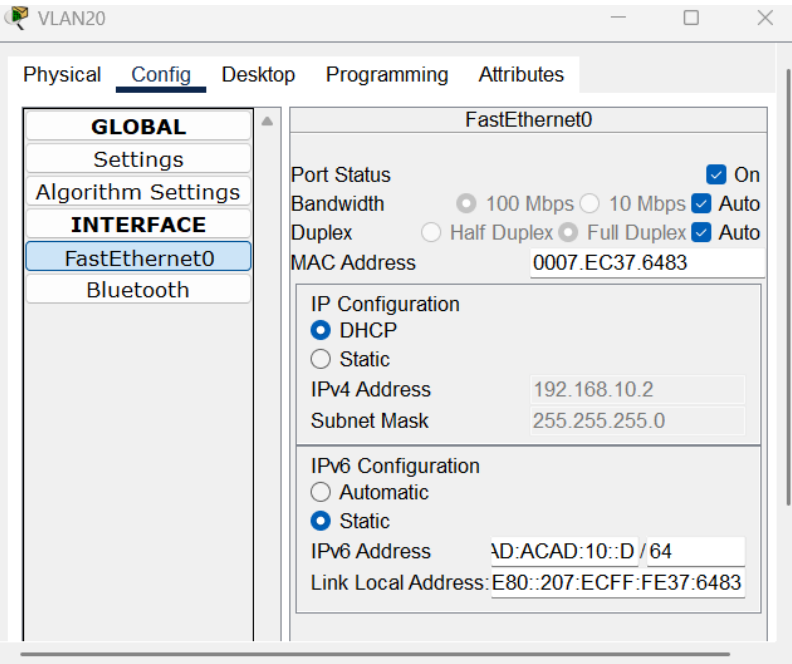 VLAN20
Physical Config Desktop Programming Attributes
GLOBAL
Settings
Algorithm Settings
INTERFACE
FastEthernet0
Bluetooth
FastEthernet0
Port Status On
Bandwidth 100 Mbps 10 Mbps Auto
Duplex Half Duplex Full Duplex Auto
MAC Address 0007.EC37.6483
IP Configuration
DHCP
Static
IPv4 Address 192.168.10.2
Subnet Mask 255.255.255.0
IPv6 Configuration
Automatic
Static
IPv6 Address AD:ACAD:10::D / 64
Link Local Address: E80::207:ECFF:FE37:6483